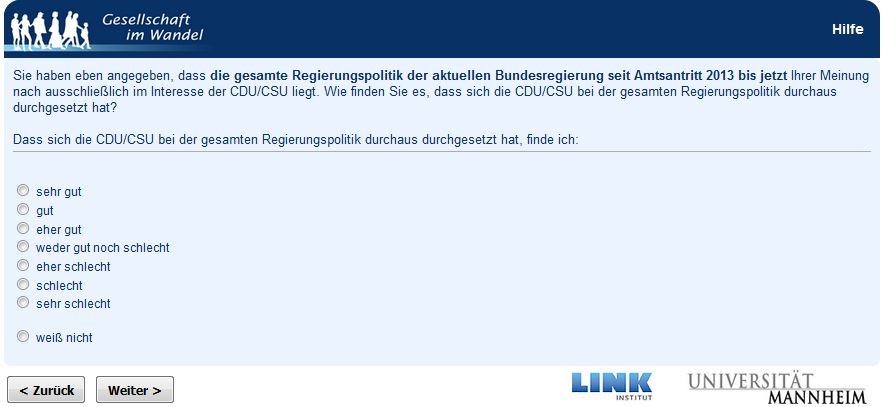 Gesellschaft
im Wandel
Hilfe
Sie haben eben angegeben, dass die gesamte Regierungspolitik der aktuellen Bundesregierung seit Amtsantritt 2013 bis jetzt Ihrer Meinung
nach ausschließlich im Interesse der CDU/CSU liegt. Wie finden Sie es, dass sich die CDU/CSU bei der gesamten Regierungspolitik durchaus
durchgesetzt hat?
Dass sich die CDU/CSU bei der gesamten Regierungspolitik durchaus durchgesetzt hat, finde ich:
sehr gut
gut
eher gut
weder gut noch schlecht
eher schlecht
schlecht
sehr schlecht
weiß nicht
< Zurück
Weiter >
LINK
INSTITUT
UNIVERSITÄT
MANNHEIM